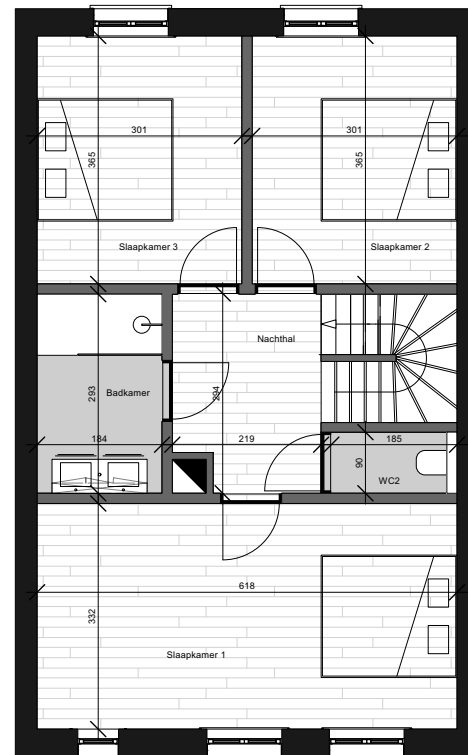 301
301
365
365
Slaapkamer 3
Slaapkamer 2
Nachthal
Badkamer
293
294
184
219
185
90
WC2
618
332
Slaapkamer 1